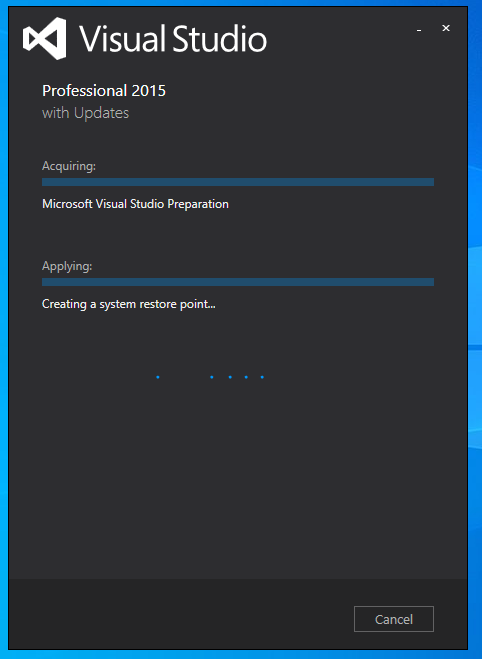 Visual Studio
Professional 2015
with Updates
Acquiring:
Microsoft Visual Studio Preparation
Applying:
Creating a system restore point...
Cancel